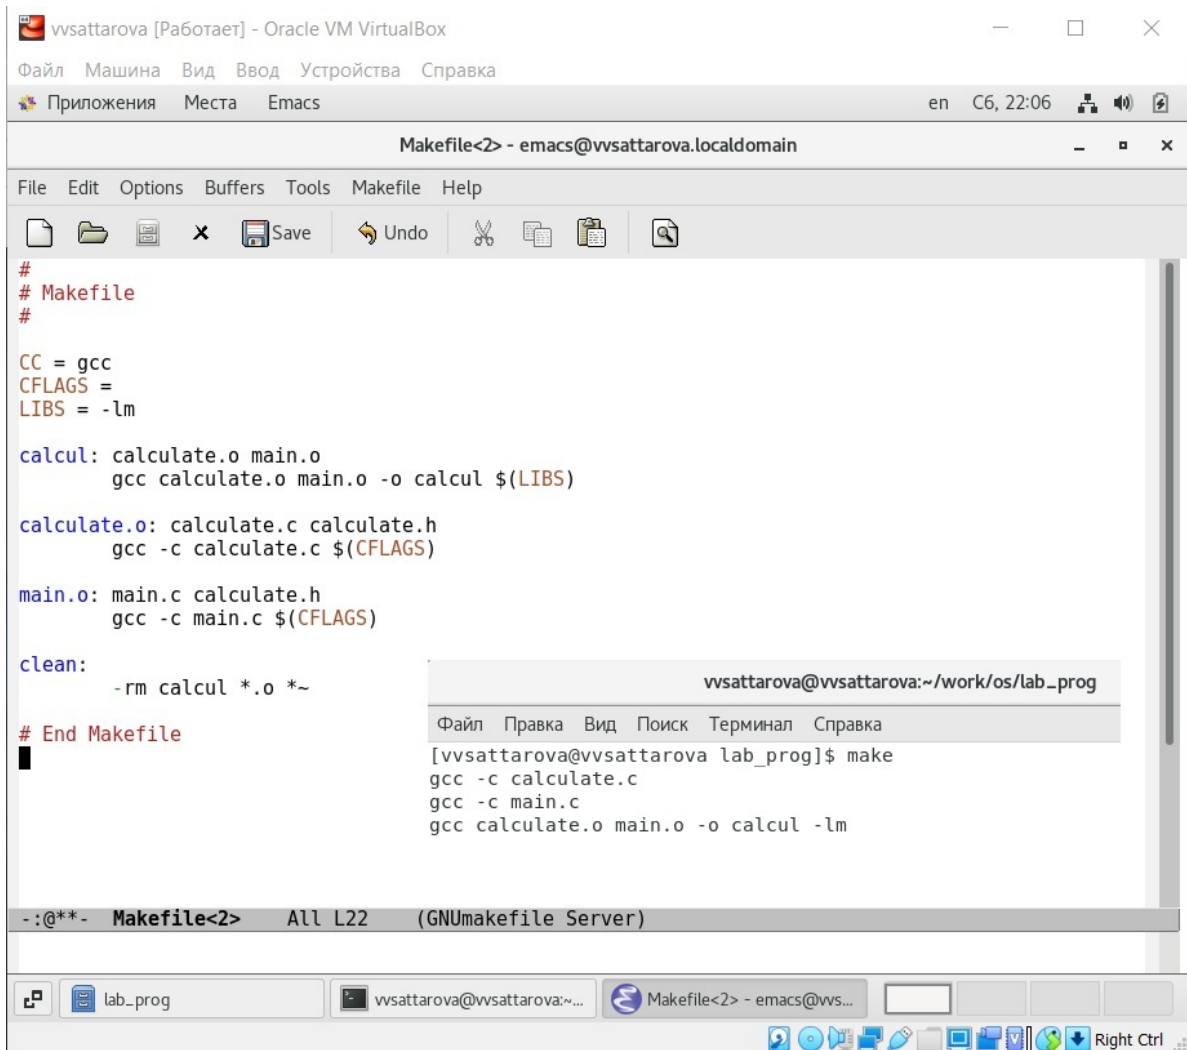 vvsattarova [Работает] - Oracle VM VirtualBox
Файл Машина Вид Ввод Устройства Справка
Приложения Места Emacs en Сб, 22:06
Makefile<2> - emacs@vvsattarova.localdomain
File Edit Options Buffers Tools Makefile Help
Save Undo
#
# Makefile
#
CC = gcc
CFLAGS =
LIBS = -lm
calcul: calculate.o main.o
gcc calculate.o main.o -o calcul $(LIBS)
calculate.o: calculate.c calculate.h
gcc -c calculate.c $(CFLAGS)
main.o: main.c calculate.h
gcc -c main.c $(CFLAGS)
clean:
-rm calcul *.o *~
# End Makefile
vvsattarova@vvsattarova:~/work/os/lab_prog
Файл Правка Вид Поиск Терминал Справка
[vvsattarova@vvsattarova lab_prog]$ make
gcc -c calculate.c
gcc -c main.c
gcc calculate.o main.o -o calcul -lm
-:@**- Makefile<2> All L22 (GNUmakefile Server)
lab_prog vvsattarova@vvsattarova:~... Makefile<2> - emacs@vvs...
Right Ctrl